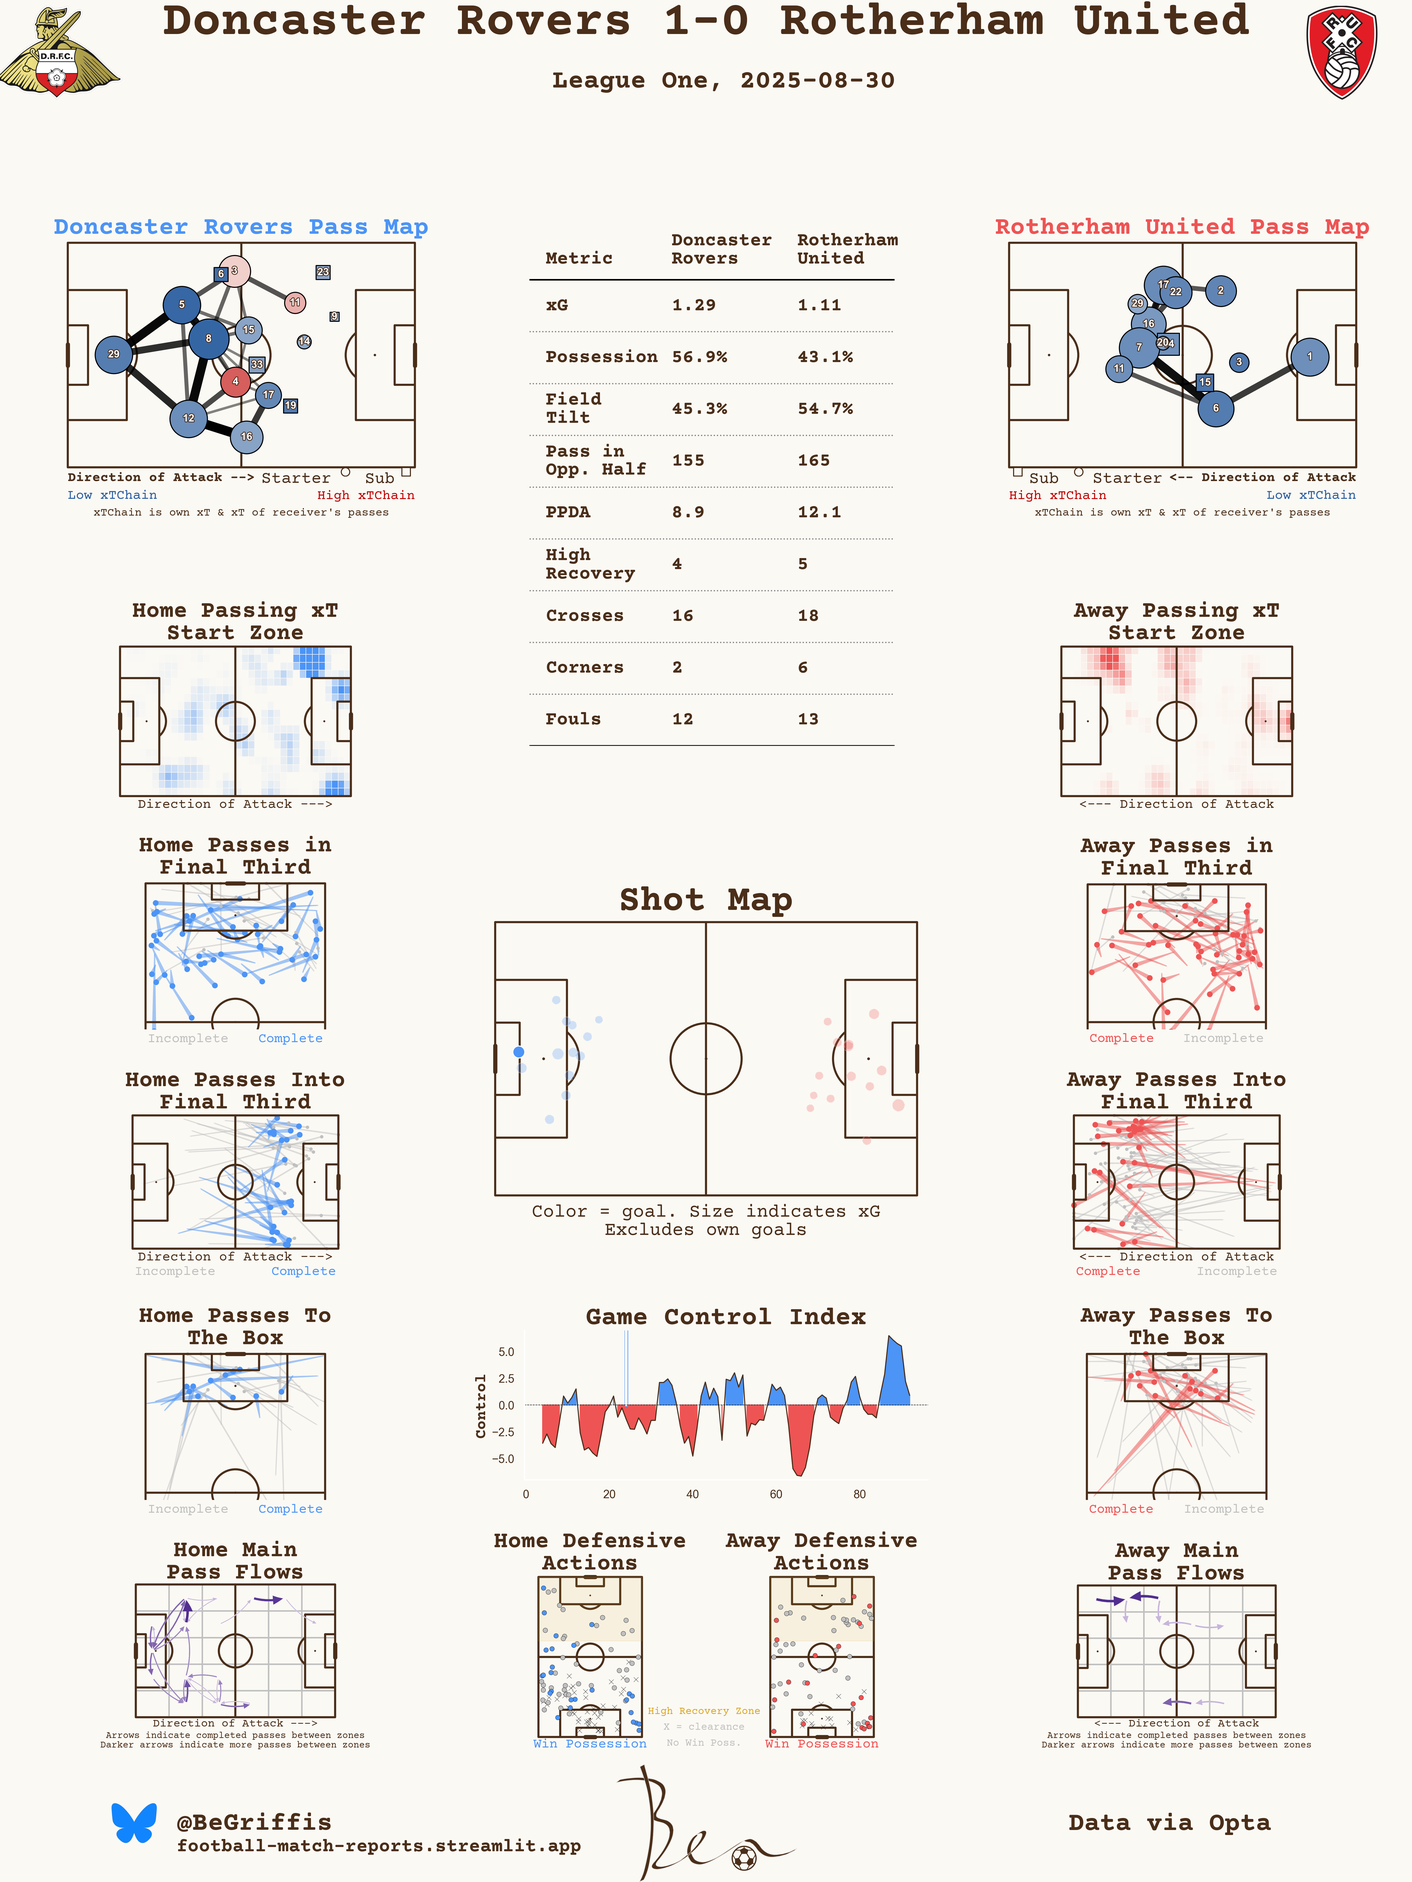 Doncaster Rovers 1-0 Rotherham United
League One, 2025-08-30
D.R.F.C.
R U
F C
Doncaster Rovers Pass Map
6 3 23
11
5 9
15
8 14
29 33
4
17
19
12
16
Direction of Attack --> Starter Sub
Low xTChain High xTChain
xTChain is own xT & xT of receiver's passes
Metric Doncaster Rovers Rotherham United
xG 1.29 1.11
Possession 56.9% 43.1%
Field Tilt 45.3% 54.7%
Pass in Opp. Half 155 165
PPDA 8.9 12.1
High Recovery 4 5
Crosses 16 18
Corners 2 6
Fouls 12 13
Rotherham United Pass Map
17 22 2
29
16
7 20 4
11 3 1
15
6
Sub Starter <-- Direction of Attack
High xTChain Low xTChain
xTChain is own xT & xT of receiver's passes
Home Passing xT
Start Zone
Direction of Attack --->
Away Passing xT
Start Zone
<--- Direction of Attack
Home Passes in
Final Third
Incomplete Complete
Shot Map
Color = goal. Size indicates xG
Excludes own goals
Away Passes in
Final Third
Complete Incomplete
Home Passes Into
Final Third
Direction of Attack --->
Incomplete Complete
Away Passes Into
Final Third
<--- Direction of Attack
Complete Incomplete
Home Passes To
The Box
Incomplete Complete
Game Control Index
Control
5.0
2.5
0.0
−2.5
−5.0
0 20 40 60 80
Away Passes To
The Box
Complete Incomplete
Home Main
Pass Flows
Direction of Attack --->
Arrows indicate completed passes between zones
Darker arrows indicate more passes between zones
Home Defensive
Actions
Win Possession
High Recovery Zone
X = clearance
No Win Poss.
Away Defensive
Actions
Win Possession
Away Main
Pass Flows
<--- Direction of Attack
Arrows indicate completed passes between zones
Darker arrows indicate more passes between zones
@BeGriffis
football-match-reports.streamlit.app
Ben
Data via Opta